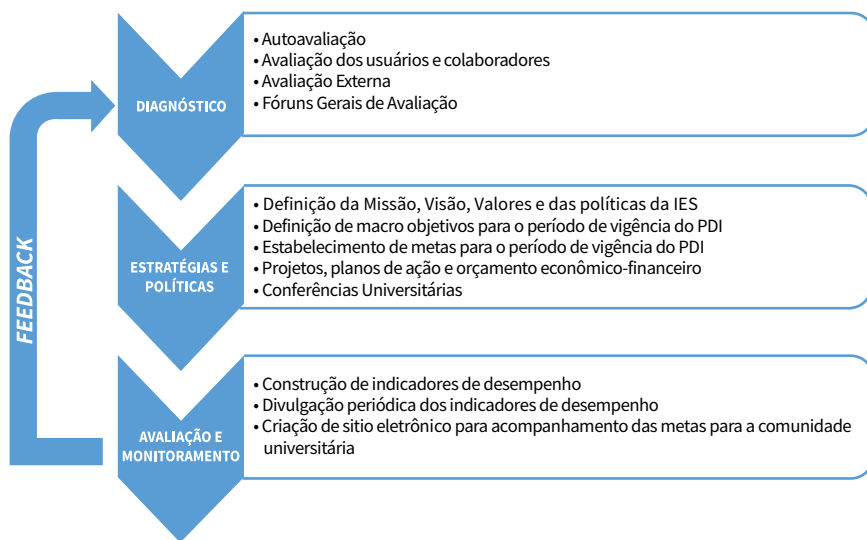 FEEDBACK
DIAGNÓSTICO
• Autoavaliação
• Avaliação dos usuários e colaboradores
• Avaliação Externa
• Fóruns Gerais de Avaliação
ESTRATÉGIAS E
POLÍTICAS
• Definição da Missão, Visão, Valores e das políticas da IES
• Definição de macro objetivos para o período de vigência do PDI
• Estabelecimento de metas para o período de vigência do PDI
• Projetos, planos de ação e orçamento econômico-financeiro
• Conferências Universitárias
AVALIAÇÃO E
MONITORAMENTO
• Construção de indicadores de desempenho
• Divulgação periódica dos indicadores de desempenho
• Criação de sitio eletrônico para acompanhamento das metas para a comunidade
universitária